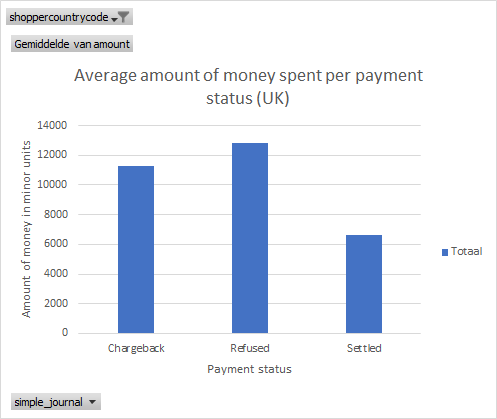 shoppercountrycode
Gemiddelde van amount
Average amount of money spent per payment
status (UK)
Amount of money in minor units
14000
12000
10000
8000
6000
4000
2000
0
Chargeback Refused Settled
Payment status
Totaal
simple_journal